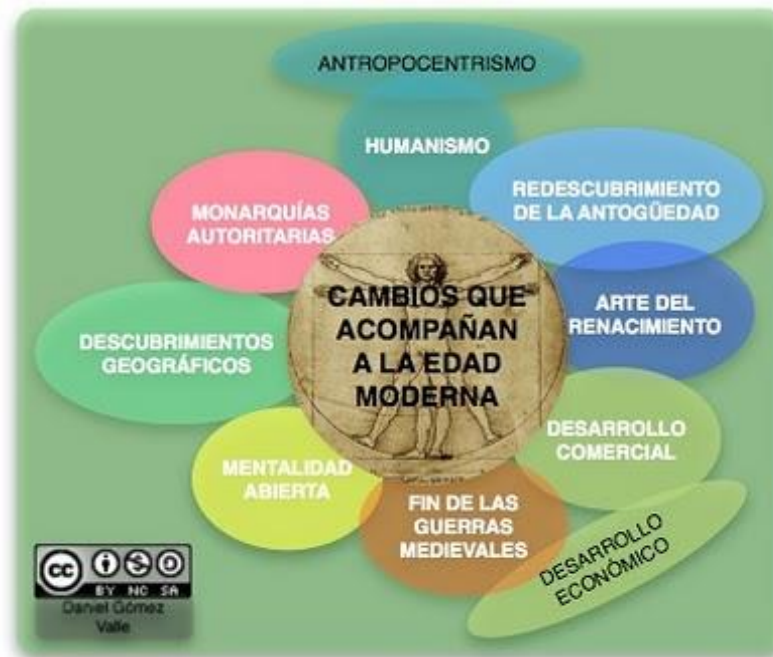 ANTROPOCENTRISMO
HUMANISMO
REDESCUBRIMIENTO
DE LA ANTOGÜEDAD
MONARQUÍAS
AUTORITARIAS
CAMBIOS QUE
ACOMPAÑAN
A LA EDAD
MODERNA
ARTE DEL
RENACIMIENTO
DESCUBRIMIENTOS
GEOGRÁFICOS
DESARROLLO
COMERCIAL
MENTALIDAD
ABIERTA
FIN DE LAS
GUERRAS
MEDIEVALES
DESARROLLO
ECONÓMICO
cc
BY NC SA
Daniel Gómez
Valle